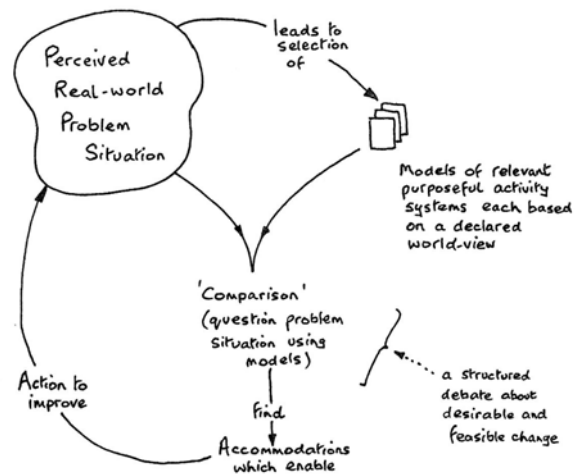 Perceived
Real-world
Problem
Situation
leads to
selection
of
Models of relevant
purposeful activity
systems each based
on a declared
world-view
'Comparison'
(question problem
situation using
models)
find
Accommodations
which enable
Action to
improve
a structured
debate about
desirable and
feasible change